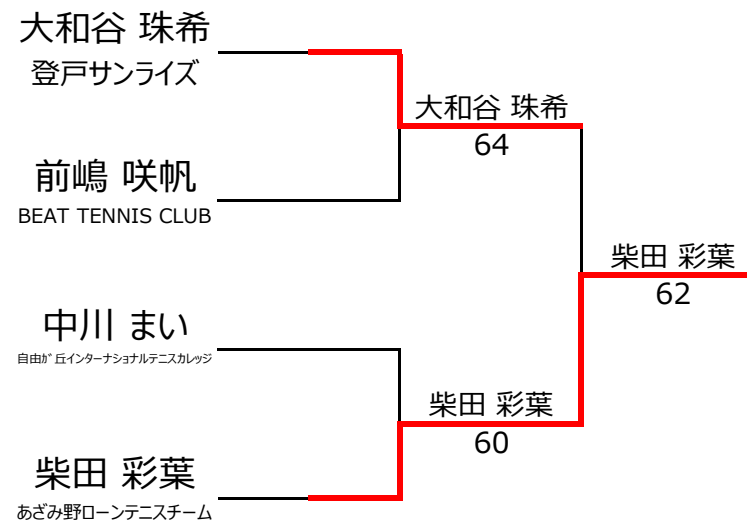 大和谷 珠希
登戸サンライズ
大和谷 珠希
64
前嶋 咲帆
BEAT TENNIS CLUB
柴田 彩葉
62
中川 まい
自由ガ丘インターナショナルテニスカレッジ
柴田 彩葉
60
柴田 彩葉
あざみ野ローンテニスチーム